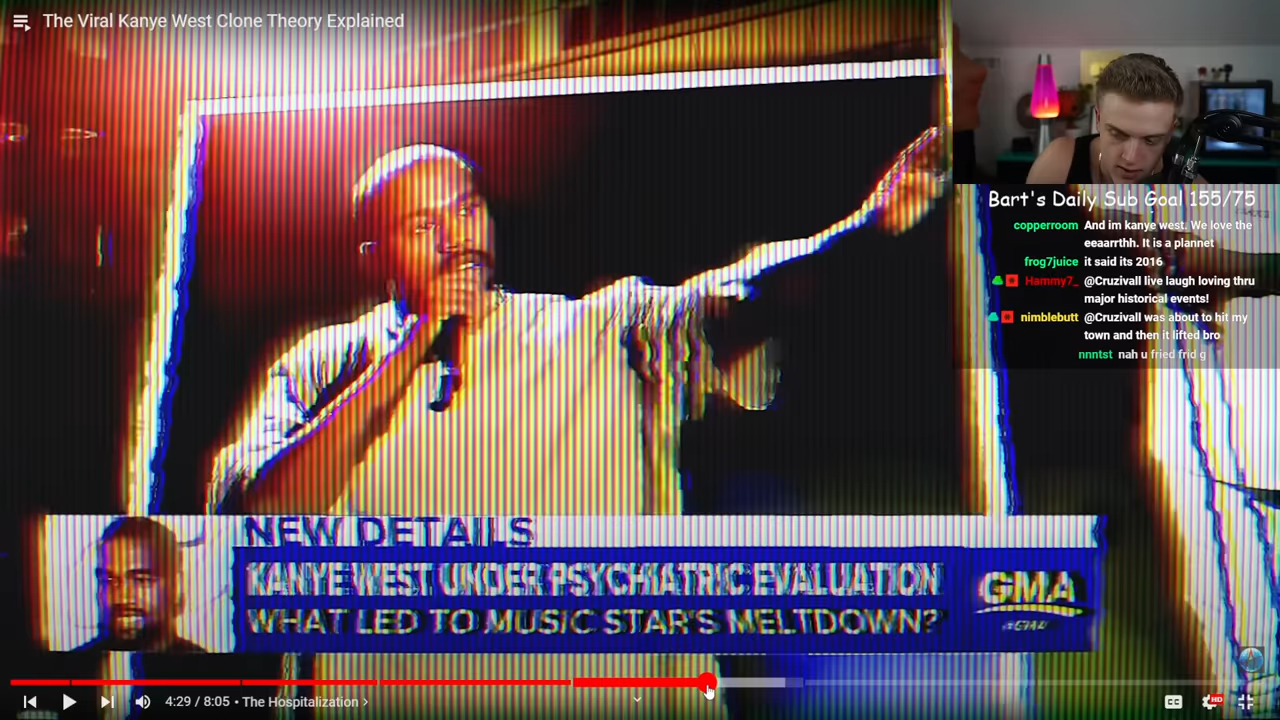 The Viral Kanye West Clone Theory Explained
Bart's Daily Sub Goal 155/75
copperroom And im kanye west. We love the
eeaarrthh. It is a plannet
frog7juice it said its 2016
Hammy7_ @Cruzivall live laugh loving thru
major historical events!
nimblebutt @Cruzivall was about to hit my
town and then it lifted bro
nnntst nah u fried frid g
NEW DETAILS
KANYE WEST UNDER PSYCHIATRIC EVALUATION
WHAT LED TO MUSIC STAR'S MELTDOWN?
GMA
#GMA
4:29 / 8:05 • The Hospitalization >
CC
HD